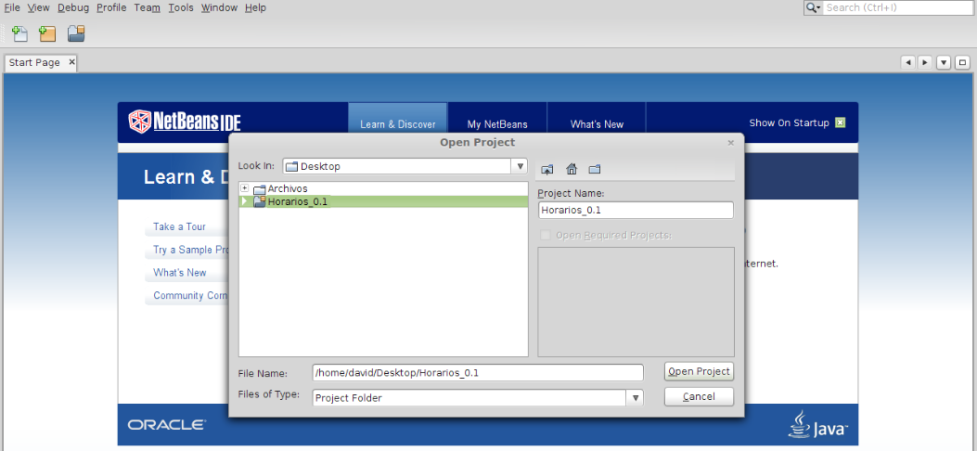 File View Debug Profile Team Tools Window Help
Search (Ctrl+I)
Start Page
NetBeans IDE
Learn & Discover My NetBeans What's New
Show On Startup
Open Project
Learn & D
Look In: Desktop
Archivos
Horarios_0.1
Project Name:
Horarios_0.1
Open Required Projects:
Take a Tour
Try a Sample Pro
What's New
Community Corn
ternet.
File Name: /home/david/Desktop/Horarios_0.1
Open Project
Files of Type: Project Folder
Cancel
ORACLE
Java